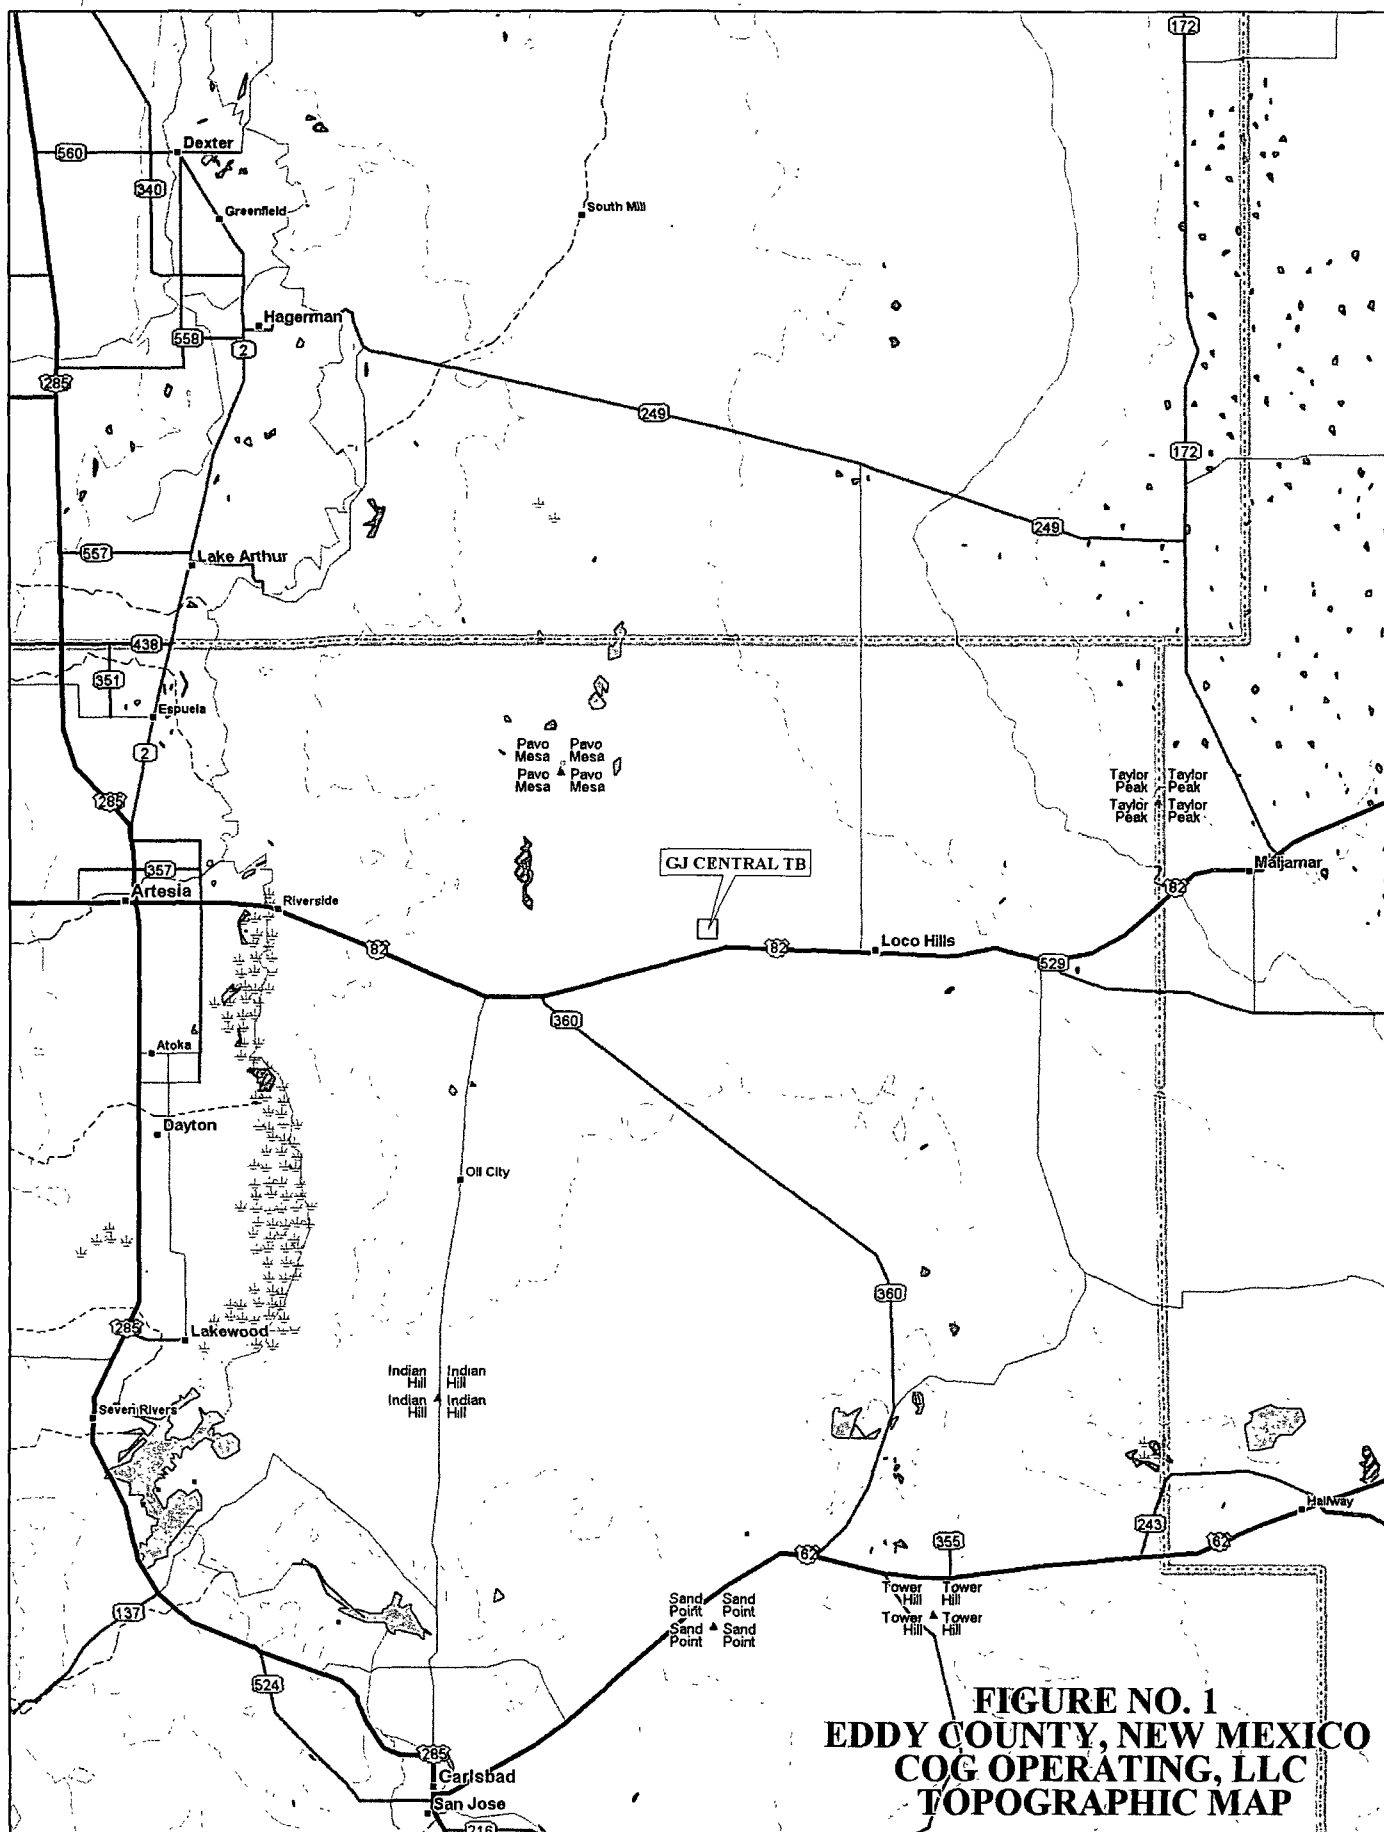 172
Dexter
560
340
Greenfield
South Mill
Hagerman
558
2
285
249
172
249
557
Lake Arthur
438
351
Espuela
2
Pavo Mesa
Pavo Mesa
Pavo Mesa
Pavo Mesa
Taylor Peak
Taylor Peak
Taylor Peak
Taylor Peak
285
GJ CENTRAL TB
Maljamar
357
Artesia
82
Riverside
82
82
Loco Hills
529
360
Atoka
Dayton
Oil City
360
285
Lakewood
Indian Hill
Indian Hill
Indian Hill
Indian Hill
Seven Rivers
Halfway
243
62
355
62
Tower Hill
Tower Hill
Tower Hill
Tower Hill
Sand Point
Sand Point
Sand Point
Sand Point
137
524
FIGURE NO. 1
EDDY COUNTY, NEW MEXICO
COG OPERATING, LLC
TOPOGRAPHIC MAP
285
Carlsbad
San Jose
216